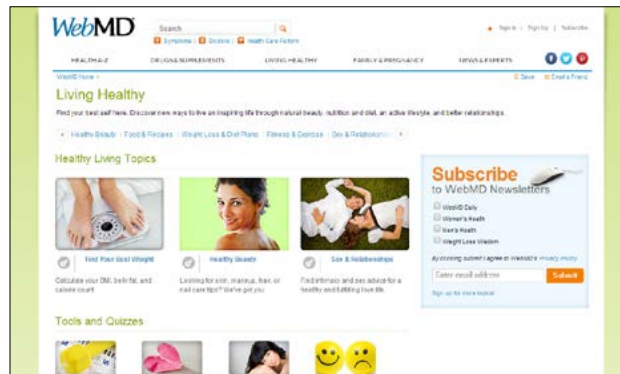 WebMD
Search
Symptoms | Doctors | Health Care Reform
Sign In | Sign Up | Subscribe
HEALTH A-Z DRUGS & SUPPLEMENTS LIVING HEALTHY FAMILY & PREGNANCY NEWS & EXPERTS
WebMD Home
Save Email a Friend
Living Healthy
Find your best self here. Discover new ways to live an inspiring life through natural beauty, nutrition and diet, an active lifestyle, and better relationships.
Healthy Beauty | Food & Recipes | Weight Loss & Diet Plans | Fitness & Exercise | Sex & Relationships
Healthy Living Topics
Find Your Best Weight
Calculate your BMI, belly fat, and
calorie count
Healthy Beauty
Looking for skin, makeup, hair, or
nail care tips? We've got you
Sex & Relationships
Find intimacy and sex advice for a
healthy and fulfilling love life.
Subscribe
to WebMD Newsletters
WebMD Daily
Women's Health
Men's Health
Weight Loss Wisdom
By clicking submit I agree to WebMD's Privacy Policy
Enter email address Submit
Sign up for more topics!
Tools and Quizzes